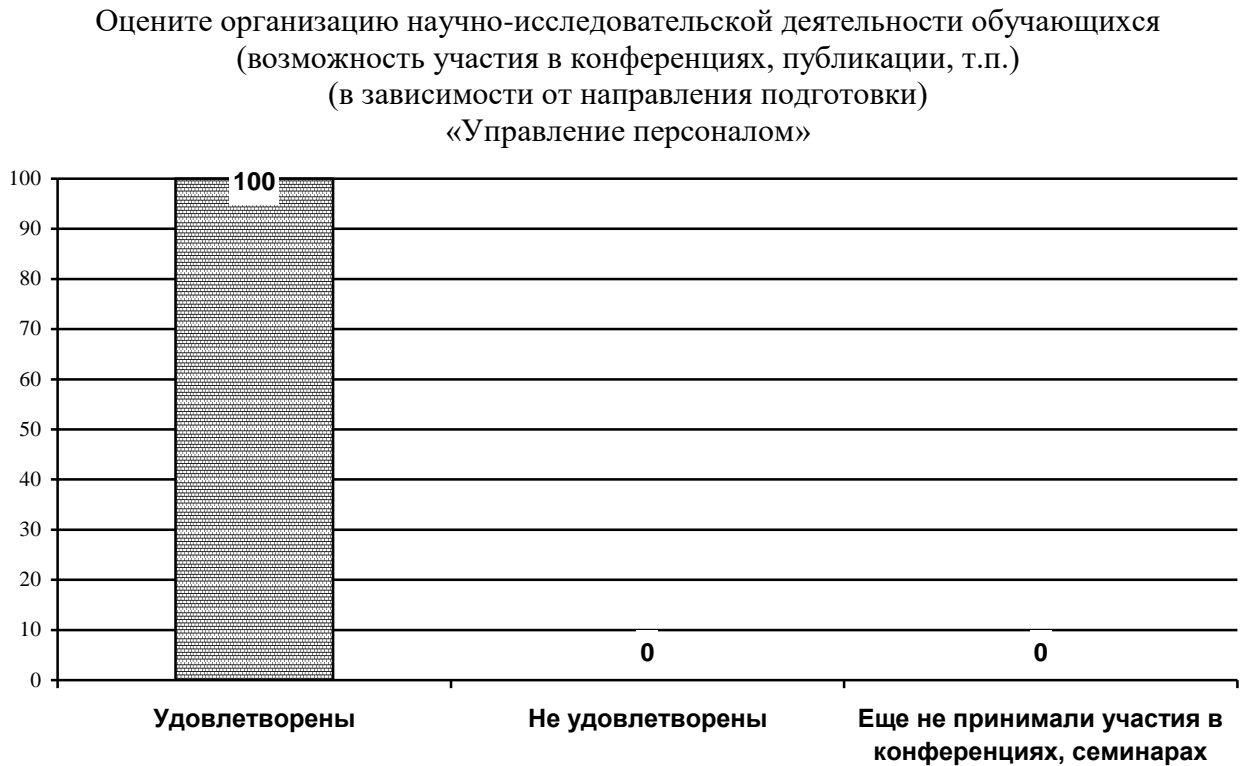 Оцените организацию научно-исследовательской деятельности обучающихся
(возможность участия в конференциях, публикации, т.п.)
(в зависимости от направления подготовки)
«Управление персоналом»
100
100
90
80
70
60
50
40
30
20
10
0
0
0
Удовлетворены
Не удовлетворены
Еще не принимали участия в
конференциях, семинарах